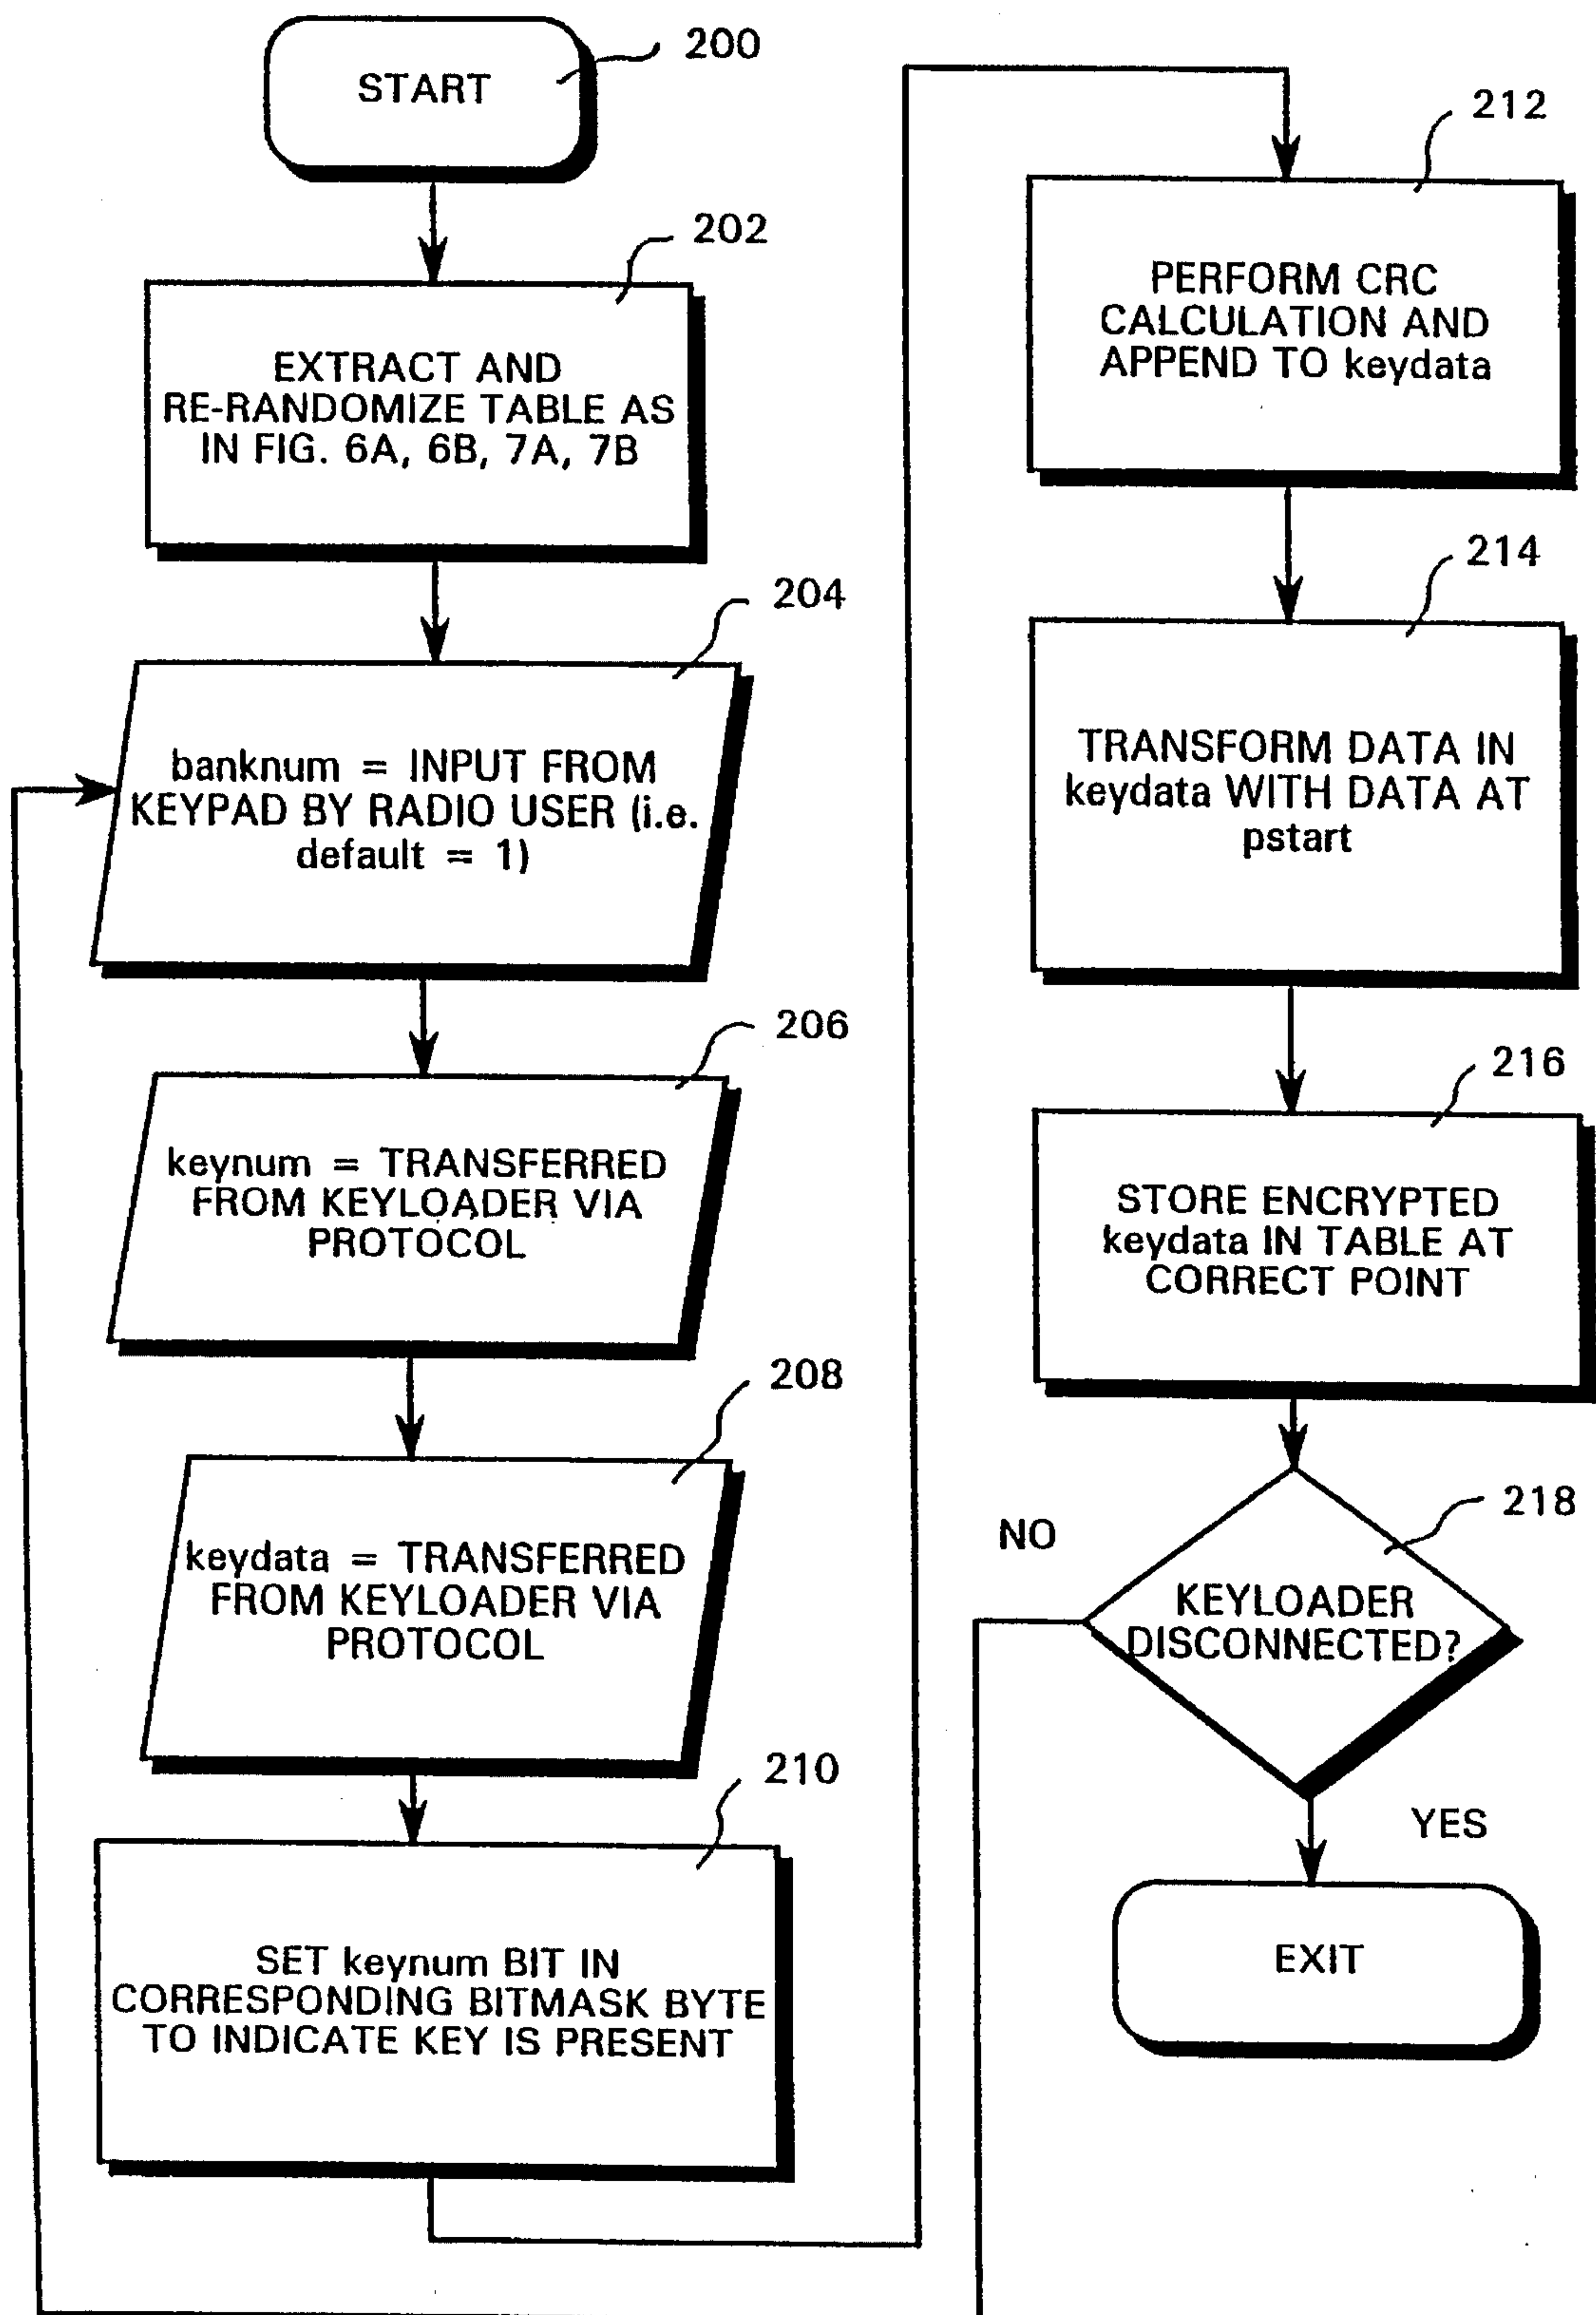 START
200
202
EXTRACT AND
RE-RANDOMIZE TABLE AS
IN FIG. 6A, 6B, 7A, 7B
204
banknum = INPUT FROM
KEYPAD BY RADIO USER (i.e.
default = 1)
206
keynum = TRANSFERRED
FROM KEYLOADER VIA
PROTOCOL
208
keydata = TRANSFERRED
FROM KEYLOADER VIA
PROTOCOL
210
SET keynum BIT IN
CORRESPONDING BITMASK BYTE
TO INDICATE KEY IS PRESENT
212
PERFORM CRC
CALCULATION AND
APPEND TO keydata
214
TRANSFORM DATA IN
keydata WITH DATA AT
pstart
216
STORE ENCRYPTED
keydata IN TABLE AT
CORRECT POINT
218
NO
KEYLOADER
DISCONNECTED?
YES
EXIT